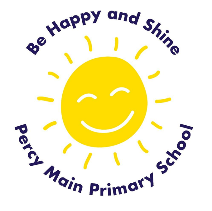 Be Happy and Shine
Percy Main Primary School